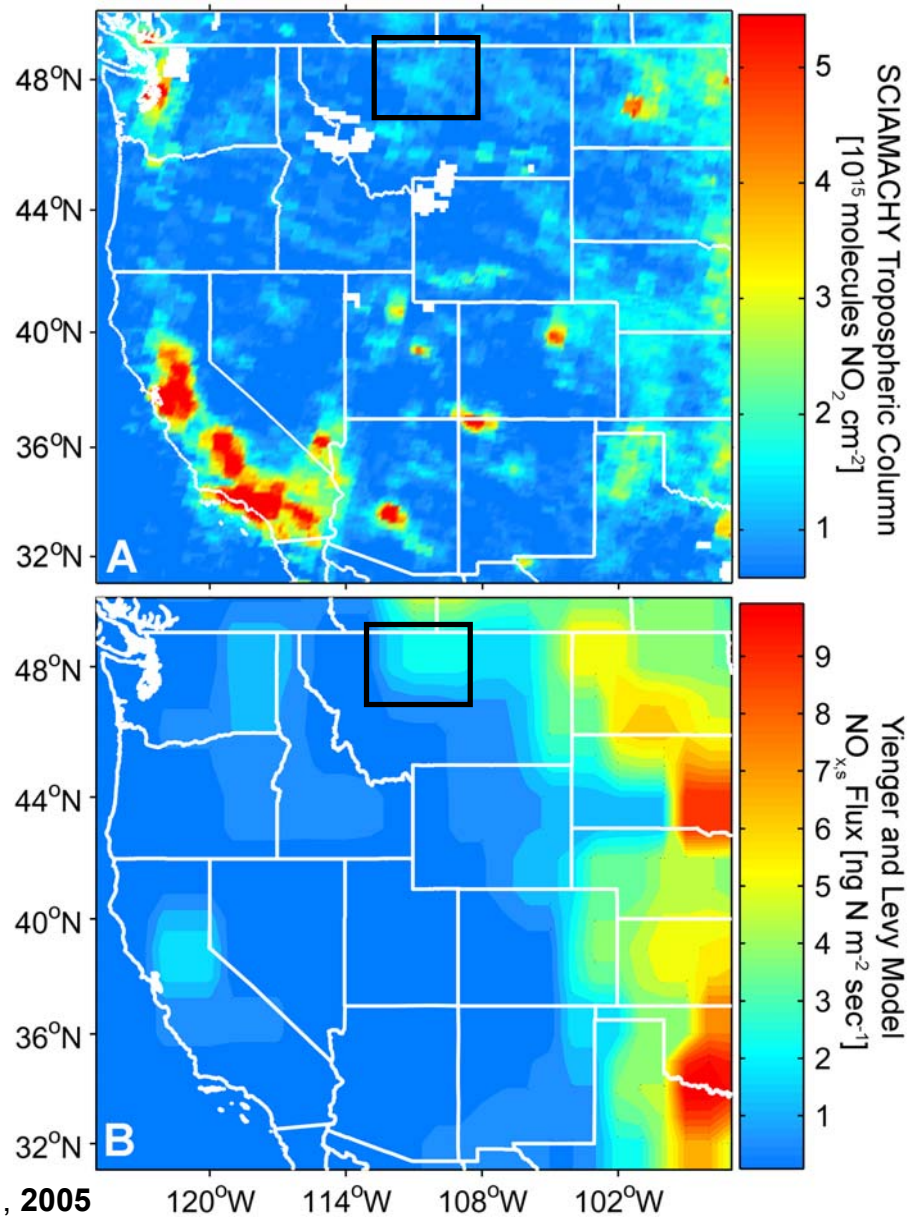 48°N
44°N
40°N
36°N
32°N
A
5
4
3
2
1
SCIAMACHY Tropospheric Column
[10¹⁵ molecules NO₂ cm⁻²]
48°N
44°N
40°N
36°N
32°N
B
9
8
7
6
5
4
3
2
1
Yienger and Levy Model
NOₓ,ₛ Flux [ng N m⁻² sec⁻¹]
, 2005
120°W 114°W 108°W 102°W